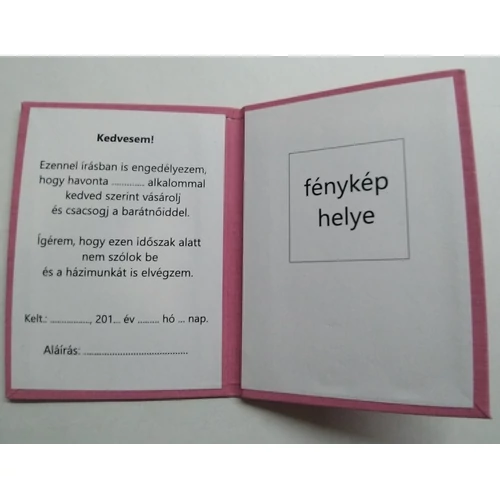 Kedvesem!
Ezennel írásban is engedélyezem,
hogy havonta .............. alkalommal
kedved szerint vásárolj
és csacsogj a barátnőiddel.
Ígérem, hogy ezen időszak alatt
nem szólok be
és a házimunkát is elvégzem.
Kelt.: ................., 201... év ......... hó ... nap.
Aláírás: ...........................................
fénykép
helye